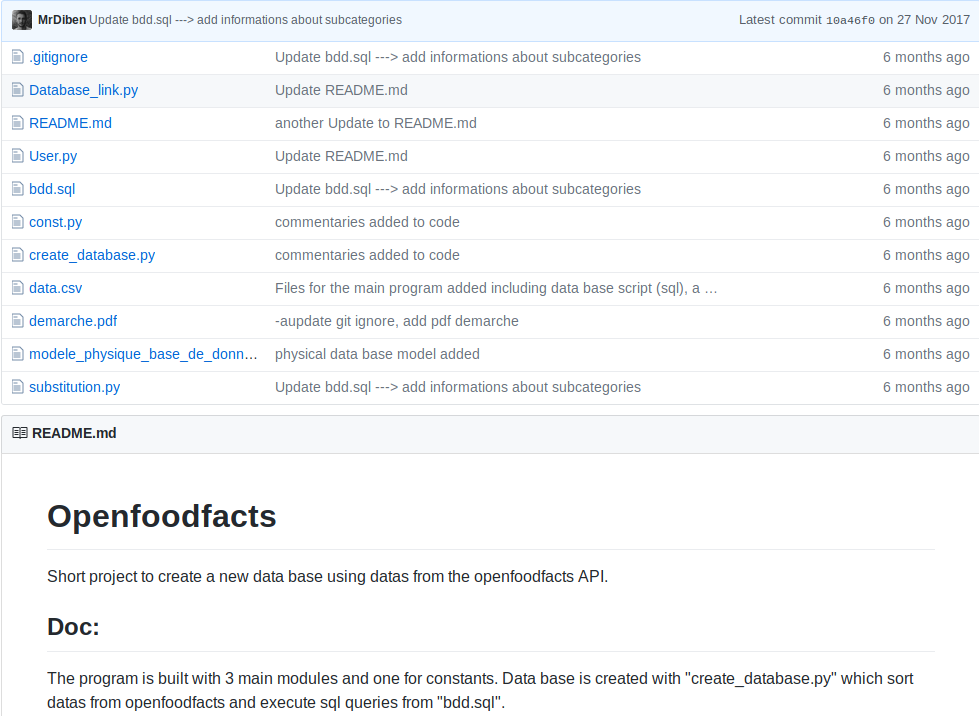 MrDiben Update bdd.sql ---> add informations about subcategories Latest commit 10a46f0 on 27 Nov 2017
.gitignore Update bdd.sql ---> add informations about subcategories 6 months ago
Database_link.py Update README.md 6 months ago
README.md another Update to README.md 6 months ago
User.py Update README.md 6 months ago
bdd.sql Update bdd.sql ---> add informations about subcategories 6 months ago
const.py commentaries added to code 6 months ago
create_database.py commentaries added to code 6 months ago
data.csv Files for the main program added including data base script (sql), a … 6 months ago
demarche.pdf -aupdate git ignore, add pdf demarche 6 months ago
modele_physique_base_de_donn… physical data base model added 6 months ago
substitution.py Update bdd.sql ---> add informations about subcategories 6 months ago
README.md
Openfoodfacts
Short project to create a new data base using datas from the openfoodfacts API.
Doc:
The program is built with 3 main modules and one for constants. Data base is created with "create_database.py" which sort
datas from openfoodfacts and execute sql queries from "bdd.sql".